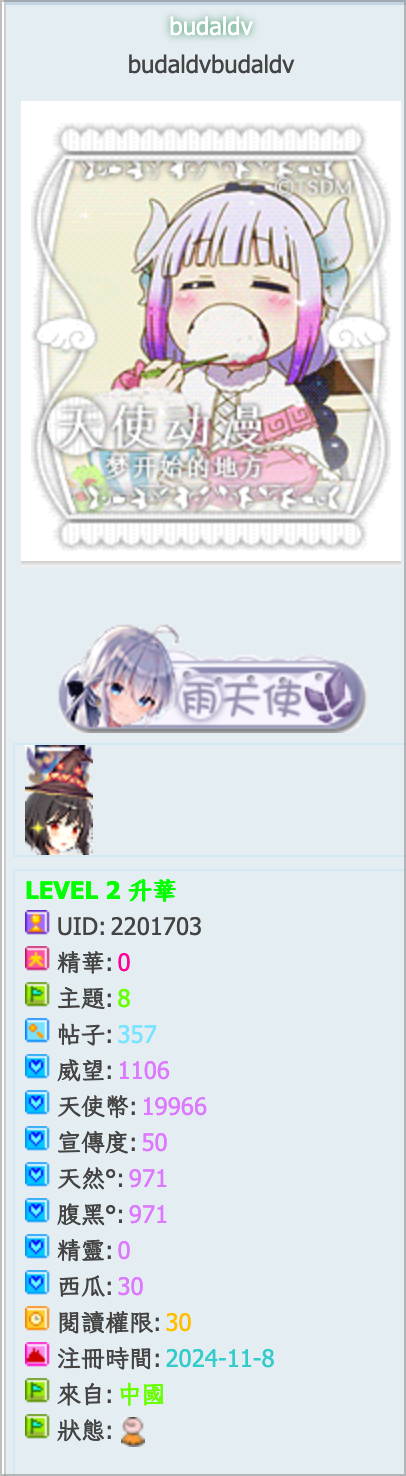 budaldv
budaldvbudaldv
©TSDM
天使动漫
梦开始的地方
雨天使
LEVEL 2 升華
UID: 2201703
精華: 0
主題: 8
帖子: 357
威望: 1106
天使幣: 19966
宣傳度: 50
天然°: 971
腹黑°: 971
精靈: 0
西瓜: 30
閱讀權限: 30
注冊時間: 2024-11-8
來自: 中國
狀態: